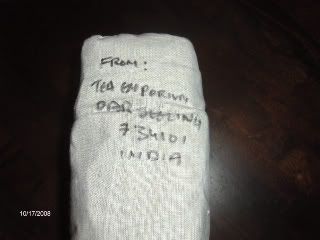 FROM:
TEA EMPORIUM
DARJEELING
734101
INDIA
10/17/2008